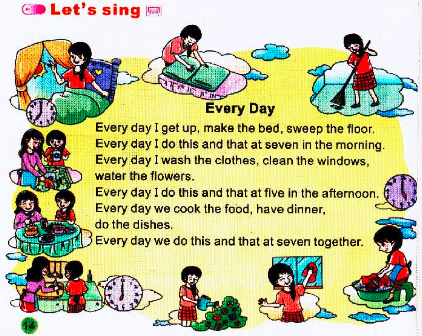 Let's sing
Every Day
Every day I get up, make the bed, sweep the floor.
Every day I do this and that at seven in the morning.
Every day I wash the clothes, clean the windows,
water the flowers.
Every day I do this and that at five in the afternoon.
Every day we cook the food, have dinner,
do the dishes.
Every day we do this and that at seven together.
14